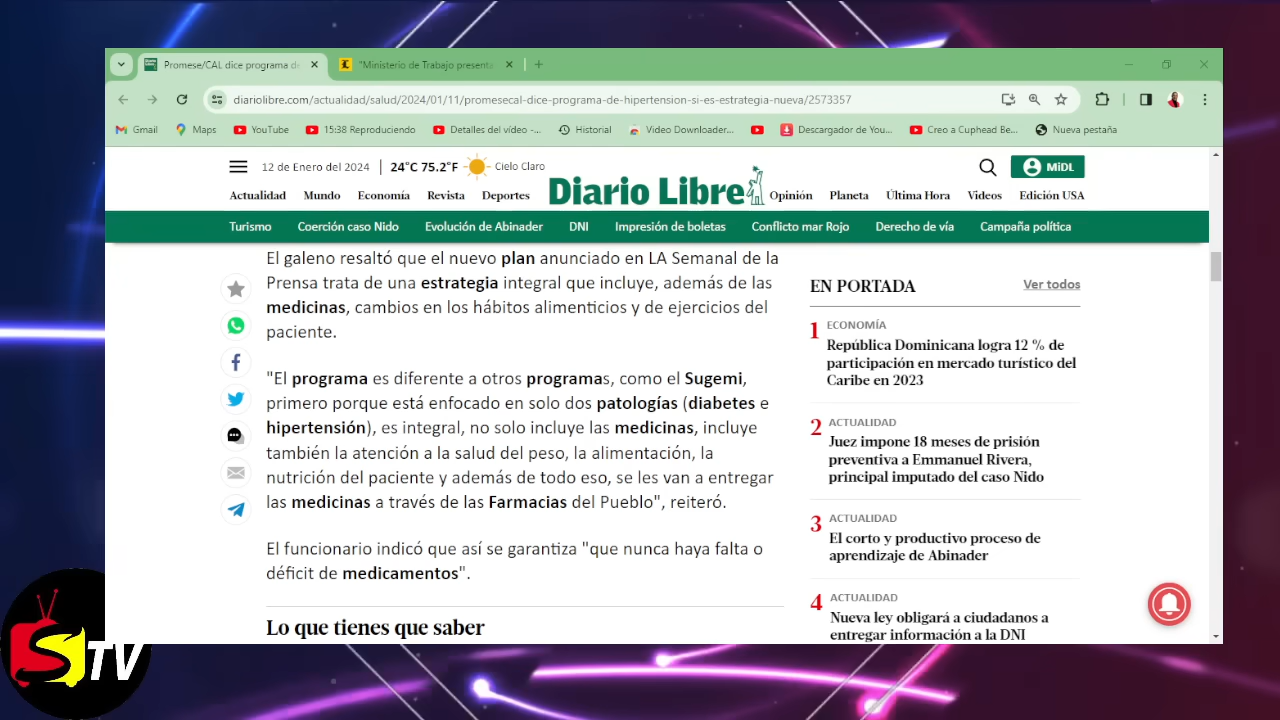 Promese/CAL dice programa de
"Ministerio de Trabajo presenta
diariolibre.com/actualidad/salud/2024/01/11/promesecal-dice-programa-de-hipertension-si-es-estrategia-nueva/2573357
Gmail Maps YouTube 15:38 Reproduciendo Detalles del vídeo -... Historial Video Downloader... Descargador de You... Creo a Cuphead Be... Nueva pestaña
12 de Enero del 2024 24°C 75.2°F Cielo Claro
MiDL
Actualidad Mundo Economía Revista Deportes
Diario Libre
Opinión Planeta Última Hora Videos Edición USA
Turismo Coerción caso Nido Evolución de Abinader DNI Impresión de boletas Conflicto mar Rojo Derecho de vía Campaña política
El galeno resaltó que el nuevo plan anunciado en LA Semanal de la
Prensa trata de una estrategia integral que incluye, además de las
medicinas, cambios en los hábitos alimenticios y de ejercicios del
paciente.
"El programa es diferente a otros programas, como el Sugemi,
primero porque está enfocado en solo dos patologías (diabetes e
hipertensión), es integral, no solo incluye las medicinas, incluye
también la atención a la salud del peso, la alimentación, la
nutrición del paciente y además de todo eso, se les van a entregar
las medicinas a través de las Farmacias del Pueblo", reiteró.
El funcionario indicó que así se garantiza "que nunca haya falta o
déficit de medicamentos".
Lo que tienes que saber
EN PORTADA
Ver todos
1 ECONOMÍA
República Dominicana logra 12 % de
participación en mercado turístico del
Caribe en 2023
2 ACTUALIDAD
Juez impone 18 meses de prisión
preventiva a Emmanuel Rivera,
principal imputado del caso Nido
3 ACTUALIDAD
El corto y productivo proceso de
aprendizaje de Abinader
4 ACTUALIDAD
Nueva ley obligará a ciudadanos a
entregar información a la DNI
STV